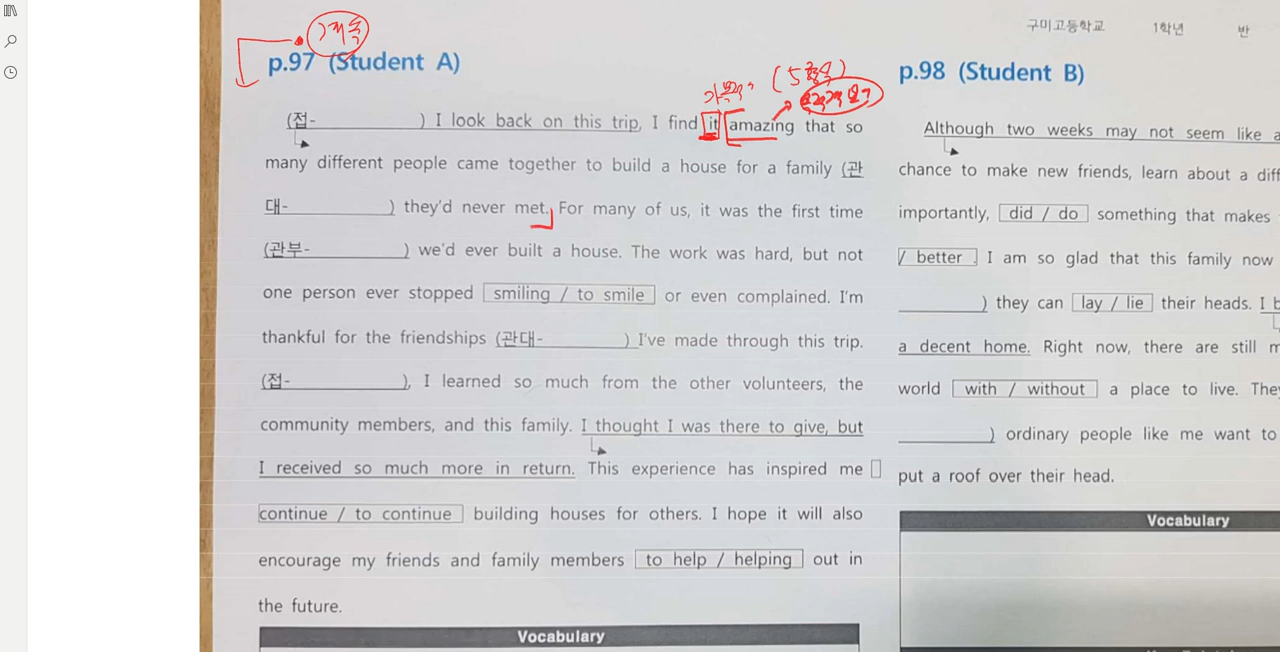 구미고등학교 1학년 반
p.97 (Student A)
(5형식)
(접- ) I look back on this trip, I find it amazing that so
many different people came together to build a house for a family (관
대- ) they'd never met. For many of us, it was the first time
(관부- ) we'd ever built a house. The work was hard, but not
one person ever stopped smiling / to smile or even complained. I'm
thankful for the friendships (관대- ) I've made through this trip.
(접- ), I learned so much from the other volunteers, the
community members, and this family. I thought I was there to give, but
I received so much more in return. This experience has inspired me
continue / to continue building houses for others. I hope it will also
encourage my friends and family members to help / helping out in
the future.
Vocabulary
p.98 (Student B)
Although two weeks may not seem like a
chance to make new friends, learn about a diff
importantly, did / do something that makes
/ better . I am so glad that this family now
) they can lay / lie their heads. I b
a decent home. Right now, there are still m
world with / without a place to live. They
) ordinary people like me want to
put a roof over their head.
Vocabulary